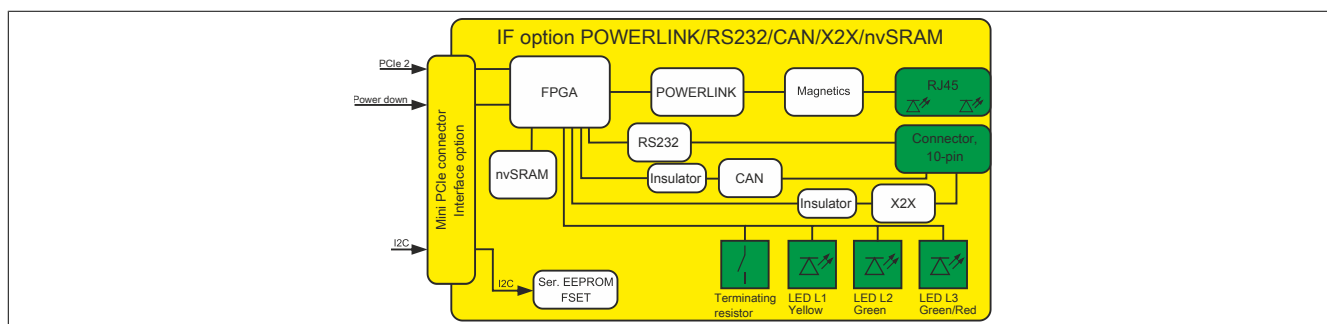 IF option POWERLINK/RS232/CAN/X2X/nvSRAM
PCIe 2
Power down
I2C
Mini PCIe connector
Interface option
FPGA
POWERLINK
Magnetics
RJ45
nvSRAM
RS232
Connector,
10-pin
Insulator
CAN
Insulator
X2X
I2C
Ser. EEPROM
FSET
Terminating
resistor
LED L1
Yellow
LED L2
Green
LED L3
Green/Red